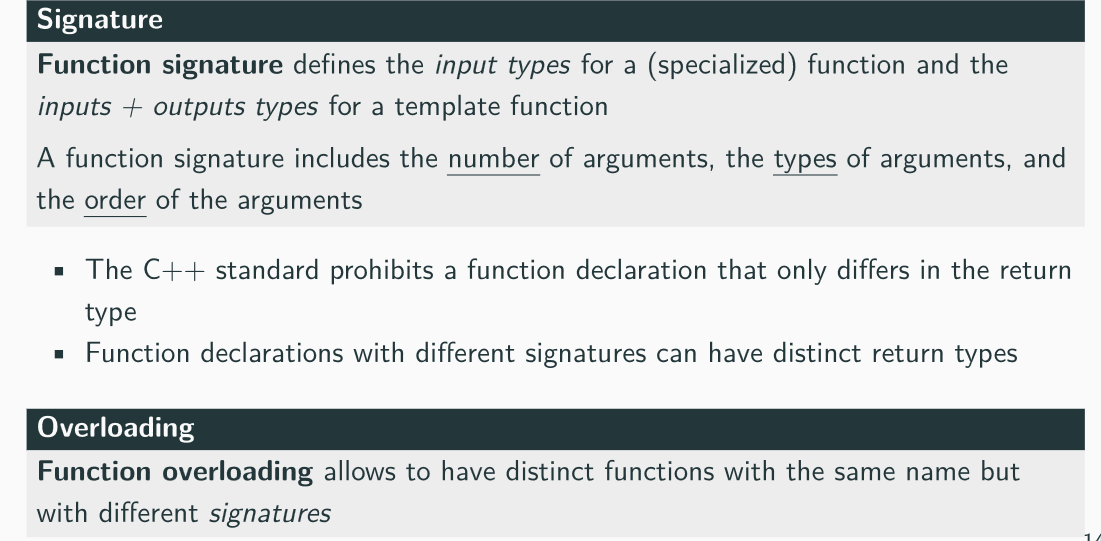 Signature
Function signature defines the input types for a (specialized) function and the
inputs + outputs types for a template function
A function signature includes the number of arguments, the types of arguments, and
the order of the arguments
▪ The C++ standard prohibits a function declaration that only differs in the return
type
▪ Function declarations with different signatures can have distinct return types
Overloading
Function overloading allows to have distinct functions with the same name but
with different signatures